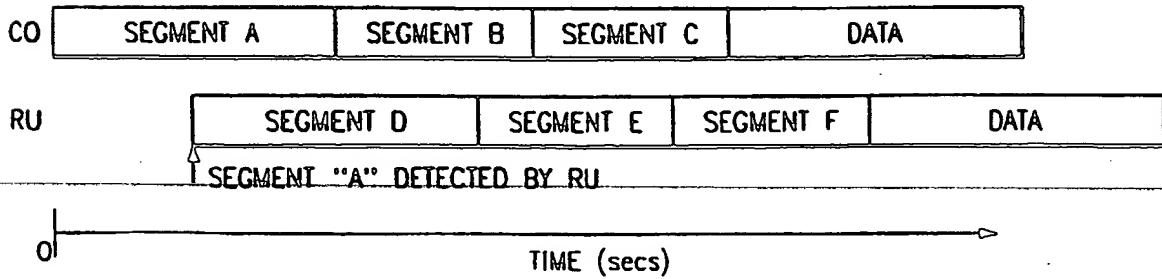 CO SEGMENT A SEGMENT B SEGMENT C DATA
RU SEGMENT D SEGMENT E SEGMENT F DATA
SEGMENT "A" DETECTED BY RU
0
TIME (secs)